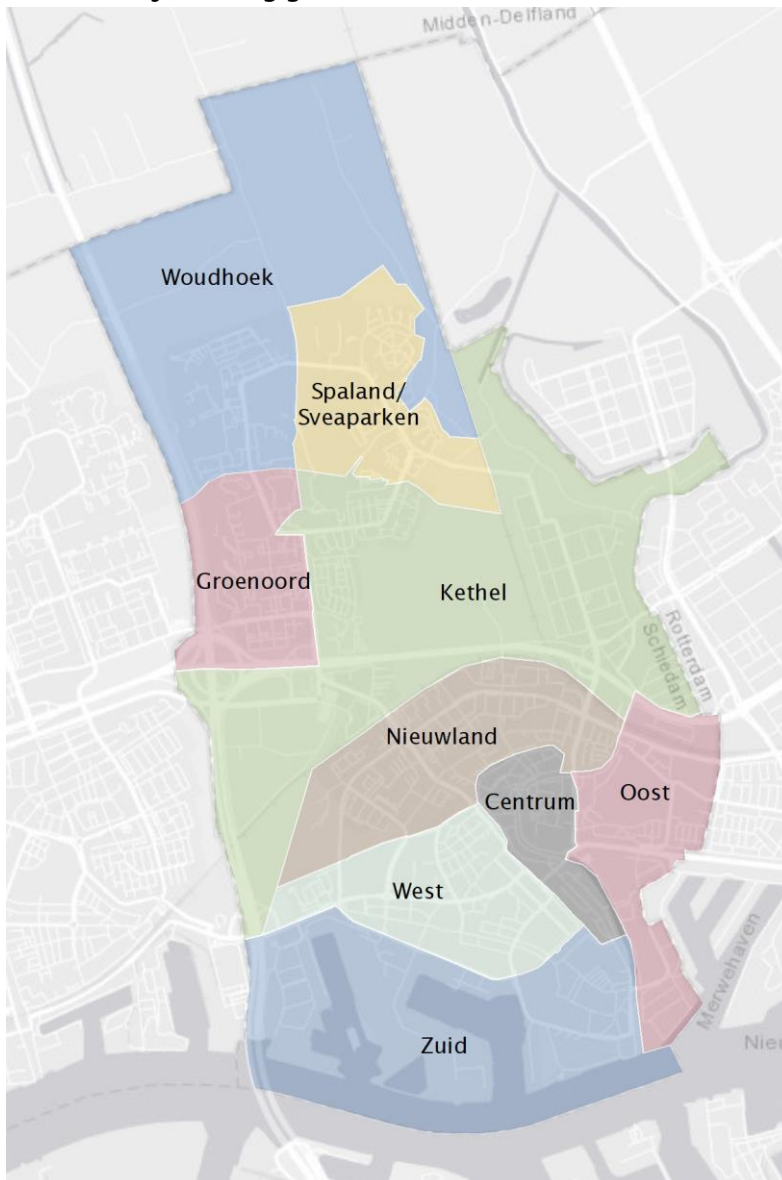 Midden-Delfland
Woudhoek
Spaland/
Sveaparken
Groenoord
Kethel
Rotterdam
Schiedam
Nieuwland
Centrum
Oost
West
Merwehaven
Zuid